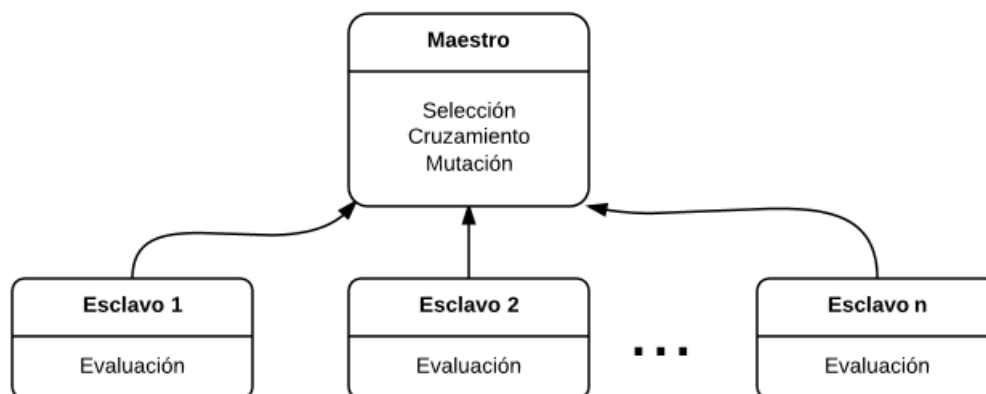 Maestro
Selección
Cruzamiento
Mutación
Esclavo 1
Evaluación
Esclavo 2
Evaluación
...
Esclavo n
Evaluación